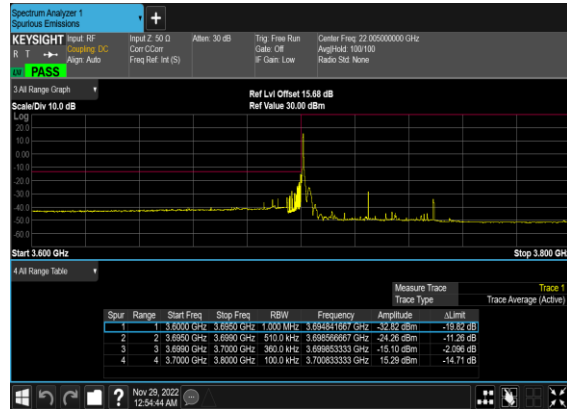 Spectrum Analyzer 1
Spurious Emissions
KEYSIGHT Input: RF Input Z: 50 Ω Atten: 30 dB Trig: Free Run Center Freq: 22.005000000 GHz
R T Coupling: DC Corr CCorr Gate: Off Avg|Hold: 100/100
Align: Auto Freq Ref: Int (S) IF Gain: Low Radio Std: None
PASS
3 All Range Graph
Ref Lvl Offset 15.68 dB
Scale/Div 10.0 dB Ref Value 30.00 dBm
Log
20.0
10.0
0.00
-10.0
-20.0
-30.0
-40.0
-50.0
-60.0
Start 3.600 GHz Stop 3.800 GH
4 All Range Table
Measure Trace Trace 1
Trace Type Trace Average (Active)
Spur Range Start Freq Stop Freq RBW Frequency Amplitude ΔLimit
1 1 3.6000 GHz 3.6950 GHz 1.000 MHz 3.694841667 GHz -32.82 dBm -19.82 dB
2 2 3.6950 GHz 3.6990 GHz 510.0 kHz 3.698566667 GHz -24.26 dBm -11.26 dB
3 3 3.6990 GHz 3.7000 GHz 360.0 kHz 3.699853333 GHz -15.10 dBm -2.096 dB
4 4 3.7000 GHz 3.8000 GHz 100.0 kHz 3.700833333 GHz 15.29 dBm -14.71 dB
Nov 29, 2022
12:54:44 AM